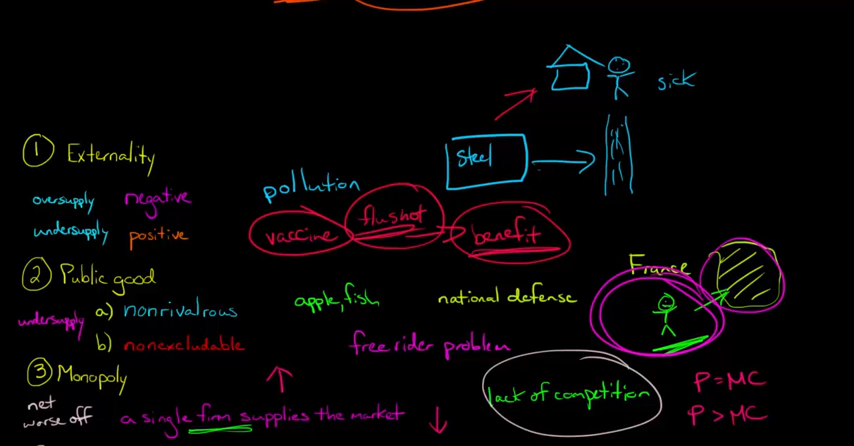 sick
Steel
1 Externality
oversupply negative
pollution
undersupply positive
vaccine flu shot benefit
2 Public good
France
undersupply a) nonrivalrous
apple, fish
national defense
b) nonexcludable
free rider problem
3 Monopoly
net worse off
a single firm supplies the market
lack of competition
P=MC
P>MC